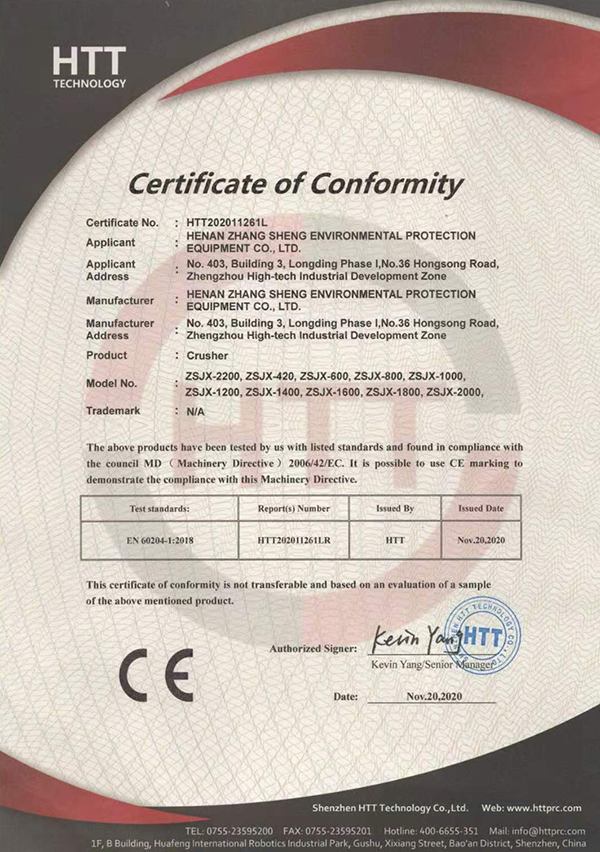 HTT
TECHNOLOGY
Certificate of Conformity
Certificate No. : HTT202011261L
Applicant : HENAN ZHANG SHENG ENVIRONMENTAL PROTECTION
EQUIPMENT CO., LTD.
Applicant Address : No. 403, Building 3, Longding Phase I,No.36 Hongsong Road,
Zhengzhou High-tech Industrial Development Zone
Manufacturer : HENAN ZHANG SHENG ENVIRONMENTAL PROTECTION
EQUIPMENT CO., LTD.
Manufacturer Address : No. 403, Building 3, Longding Phase I,No.36 Hongsong Road,
Zhengzhou High-tech Industrial Development Zone
Product : Crusher
Model No. : ZSJX-2200, ZSJX-420, ZSJX-600, ZSJX-800, ZSJX-1000,
ZSJX-1200, ZSJX-1400, ZSJX-1600, ZSJX-1800, ZSJX-2000,
Trademark : N/A
HTT
The above products have been tested by us with listed standards and found in compliance with
the council MD（Machinery Directive）2006/42/EC. It is possible to use CE marking to
demonstrate the compliance with this Machinery Directive.
Test standards: Report(s) Number Issued By Issued Date
EN 60204-1:2018 HTT202011261LR HTT Nov.20,2020
This certificate of conformity is not transferable and based on an evaluation of a sample
of the above mentioned product.
Authorized Signer: Kevin Yang
HTT
Kevin Yang/Senior Manager
CE
Date: Nov.20,2020
Shenzhen HTT Technology Co.,Ltd. Web: www.httprc.com
TEL: 0755-23595200 FAX: 0755-23595201 Hotline: 400-6655-351 Mail: info@httprc.com
1F, B Building, Huafeng International Robotics Industrial Park, Gushu, Xixiang Street, Bao'an District, Shenzhen, China